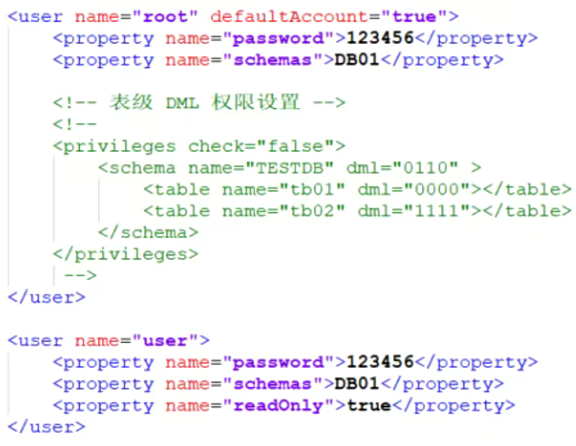 <user name="root" defaultAccount="true">
<property name="password">123456</property>
<property name="schemas">DB01</property>
<!-- 表级 DML 权限设置 -->
<!--
<privileges check="false">
<schema name="TESTDB" dml="0110" >
<table name="tb01" dml="0000"></table>
<table name="tb02" dml="1111"></table>
</schema>
</privileges>
-->
</user>
<user name="user">
<property name="password">123456</property>
<property name="schemas">DB01</property>
<property name="readOnly">true</property>
</user>